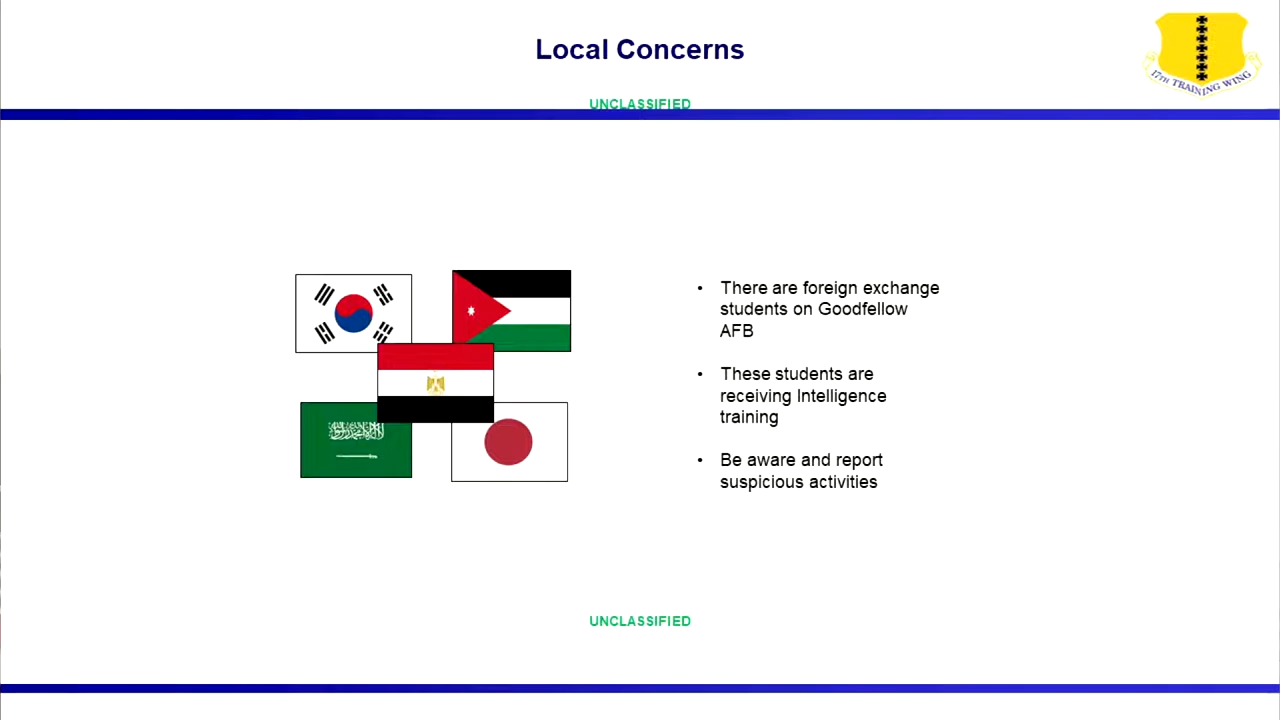 Local Concerns
17TH TRAINING WING
UNCLASSIFIED
• There are foreign exchange
students on Goodfellow
AFB
• These students are
receiving Intelligence
training
• Be aware and report
suspicious activities
UNCLASSIFIED